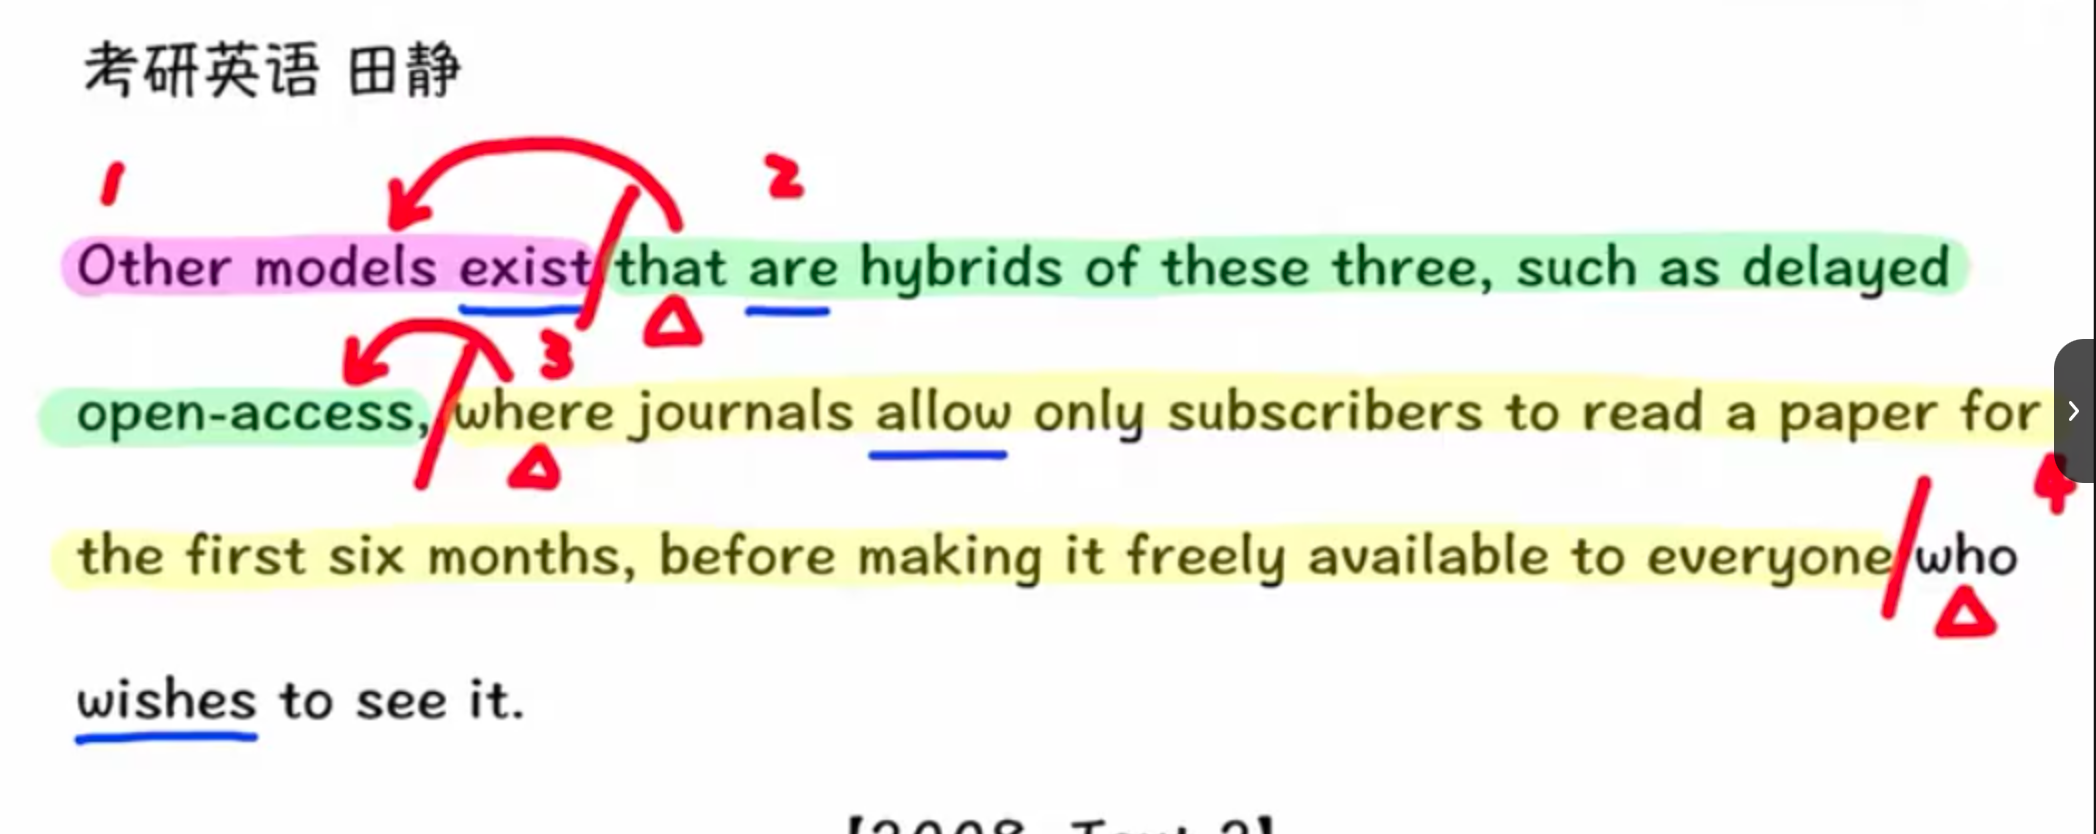 考研英语 田静
1 2
Other models exist that are hybrids of these three, such as delayed
3
open-access, where journals allow only subscribers to read a paper for
4
the first six months, before making it freely available to everyone who
wishes to see it.